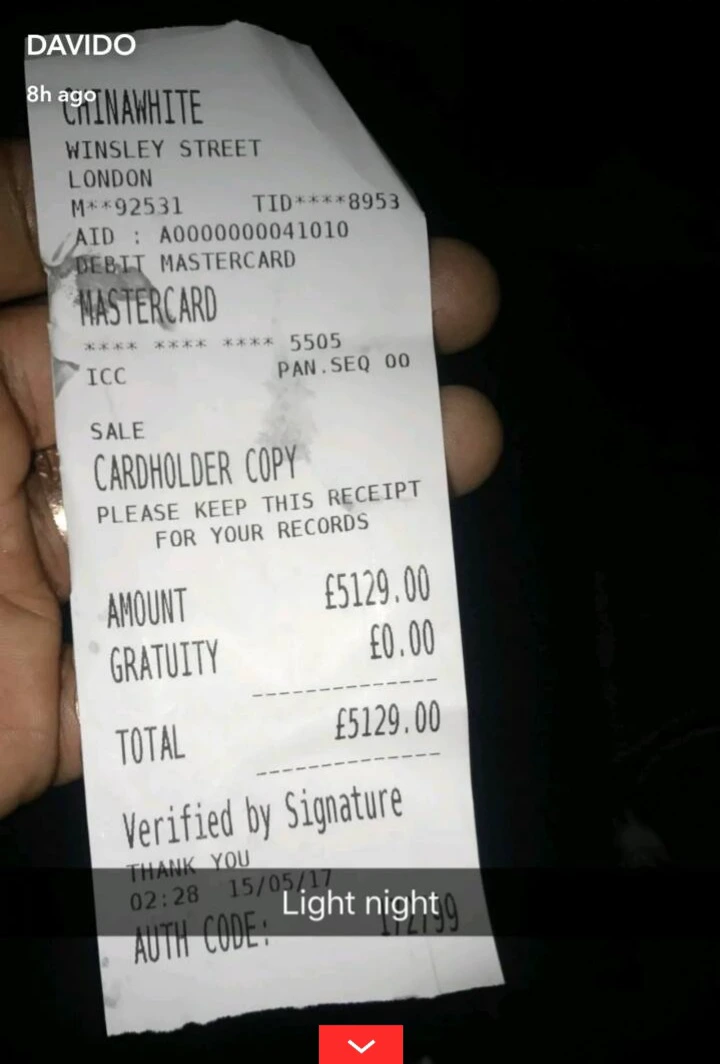 DAVIDO
8h ago
CHINAWHITE
WINSLEY STREET
LONDON
M**92531 TID****8953
AID : A0000000041010
DEBIT MASTERCARD
MASTERCARD
**** **** **** 5505
ICC PAN.SEQ 00
SALE
CARDHOLDER COPY
PLEASE KEEP THIS RECEIPT
FOR YOUR RECORDS
AMOUNT £5129.00
GRATUITY £0.00
TOTAL £5129.00
Verified by Signature
THANK YOU
02:28 15/05/17
Light night
AUTH CODE: